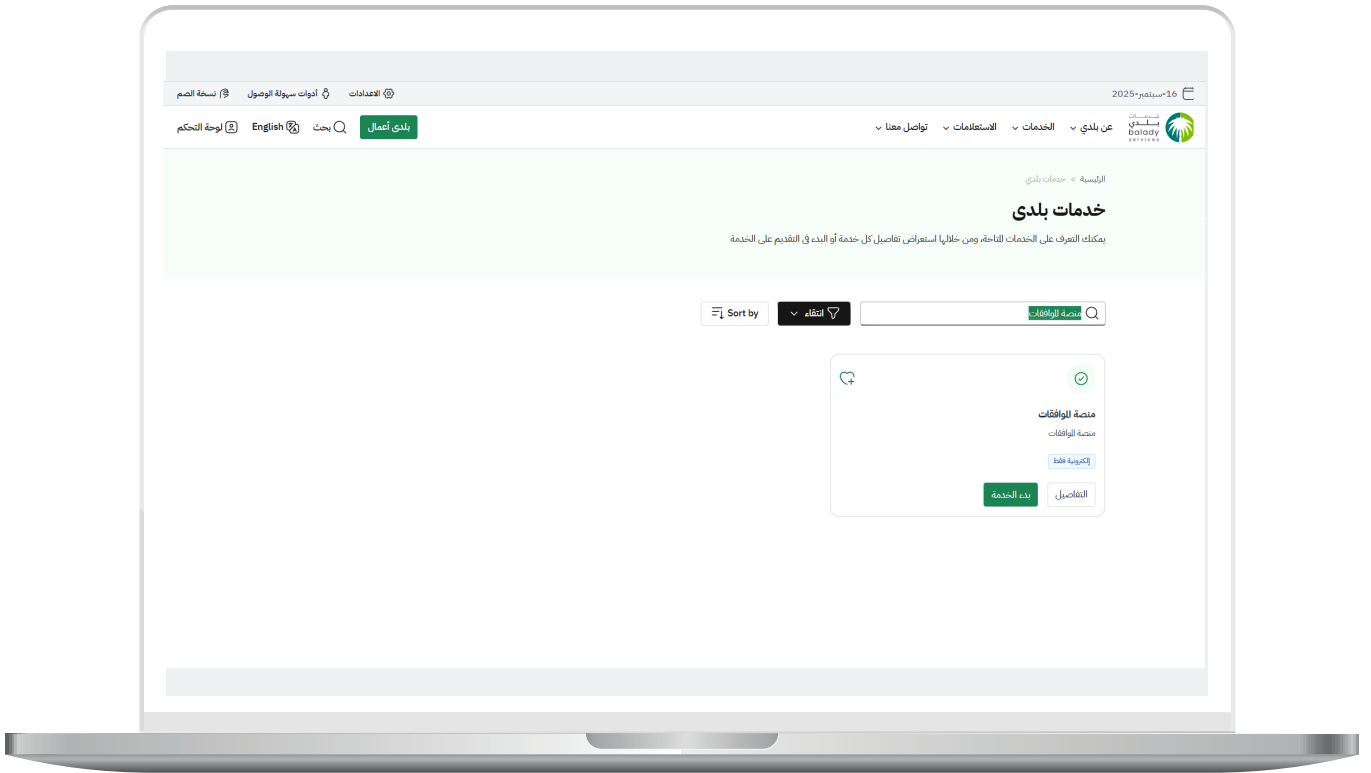 16-سبتمبر-2025
الاعدادات
أدوات سهولة الوصول
نسخة الصم
خدمــــات
بـــلـــدي
balady
services
عن بلدي
الخدمات
الاستعلامات
تواصل معنا
بلدي أعمال
بحث
English
لوحة التحكم
الرئيسية > خدمات بلدي
خدمات بلدي
يمكنك التعرف على الخدمات المتاحة، ومن خلالها استعراض تفاصيل كل خدمة أو البدء في التقديم على الخدمة
منصة الموافقات
انتقاء
Sort by
منصة الموافقات
منصة الموافقات
إلكترونية فقط
التفاصيل
بدء الخدمة